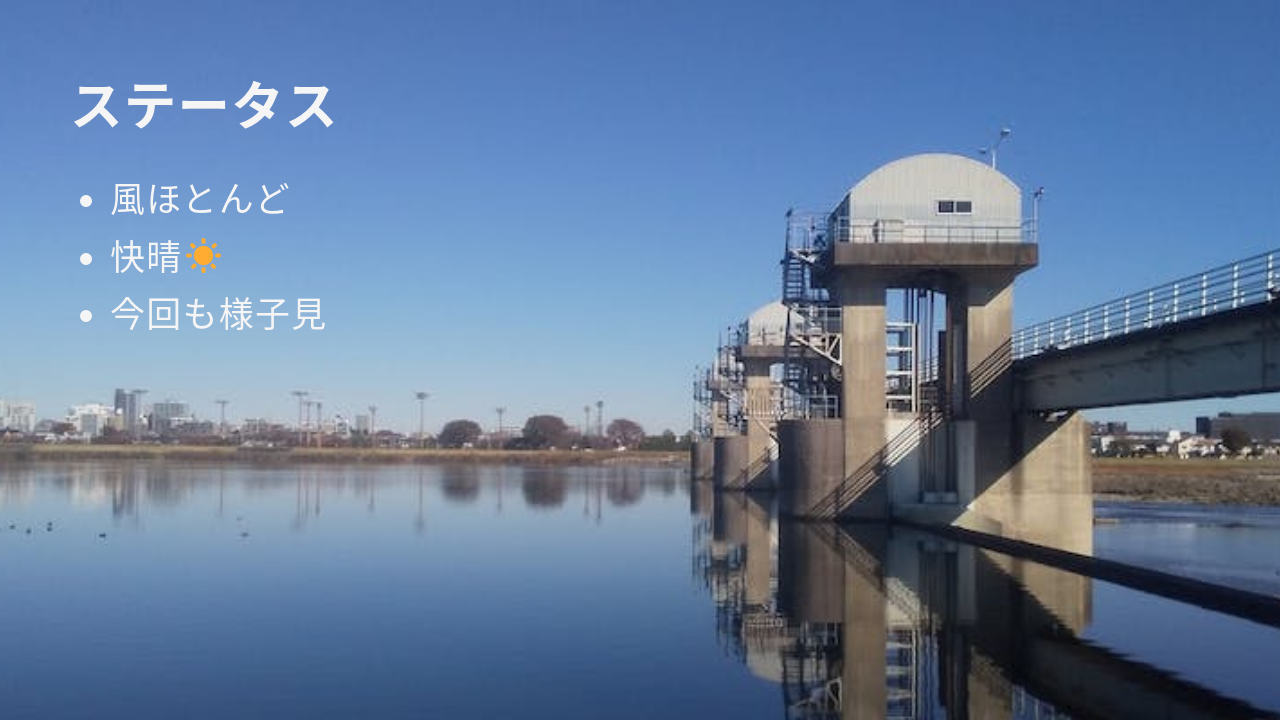 ステータス
• 風ほとんど
• 快晴☀️
• 今回も様子見